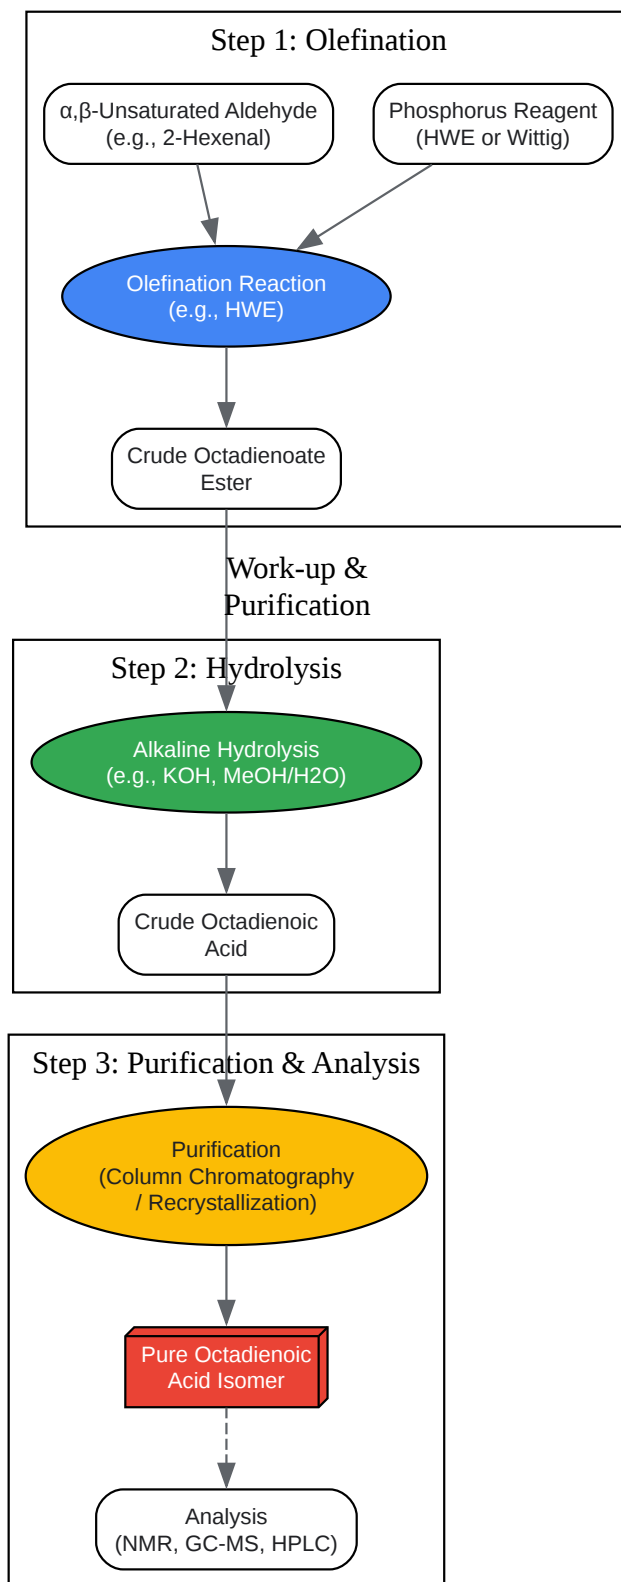 Step 1: Olefination
α,β-Unsaturated Aldehyde
(e.g., 2-Hexenal)
Phosphorus Reagent
(HWE or Wittig)
Olefination Reaction
(e.g., HWE)
Crude Octadienoate
Ester
Work-up &
Purification
Step 2: Hydrolysis
Alkaline Hydrolysis
(e.g., KOH, MeOH/H2O)
Crude Octadienoic
Acid
Step 3: Purification & Analysis
Purification
(Column Chromatography
/ Recrystallization)
Pure Octadienoic
Acid Isomer
Analysis
(NMR, GC-MS, HPLC)